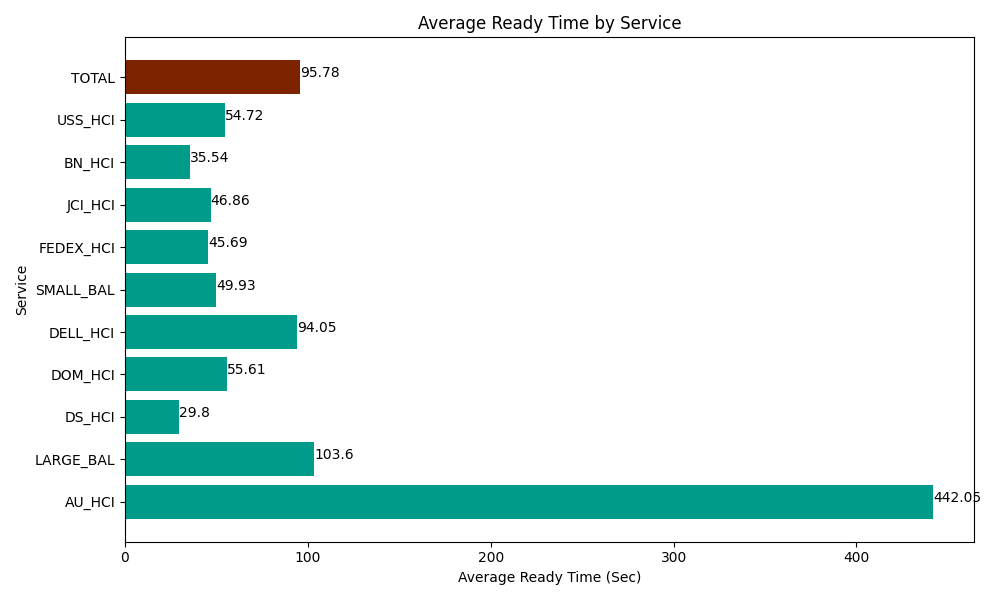 Average Ready Time by Service
TOTAL 95.78
USS_HCI 54.72
BN_HCI 35.54
JCI_HCI 46.86
FEDEX_HCI 45.69
SMALL_BAL 49.93
DELL_HCI 94.05
DOM_HCI 55.61
DS_HCI 29.8
LARGE_BAL 103.6
AU_HCI 442.05
Service
0 100 200 300 400
Average Ready Time (Sec)